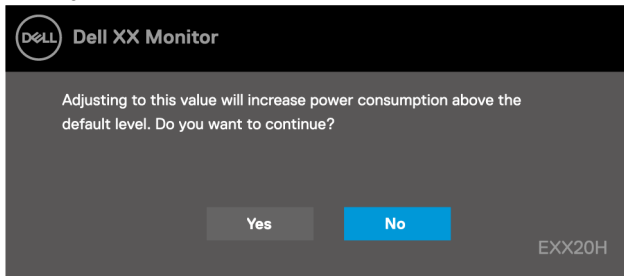 DELL Dell XX Monitor
Adjusting to this value will increase power consumption above the
default level. Do you want to continue?
Yes No
EXX20H